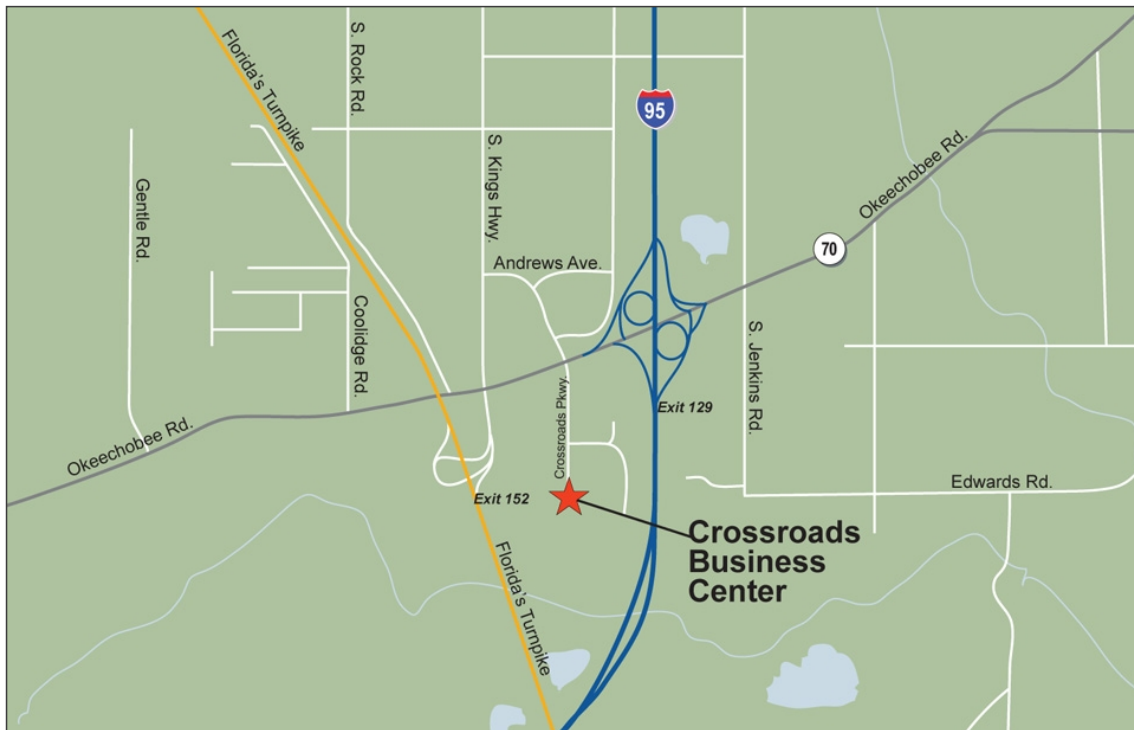 Florida's Turnpike
S. Rock Rd.
95
S. Kings Hwy.
Okeechobee Rd.
Gentle Rd.
70
Andrews Ave.
Coolidge Rd.
S. Jenkins Rd.
Crossroads Pkwy.
Exit 129
Okeechobee Rd.
Exit 152
Edwards Rd.
Crossroads
Business
Center
Florida's Turnpike